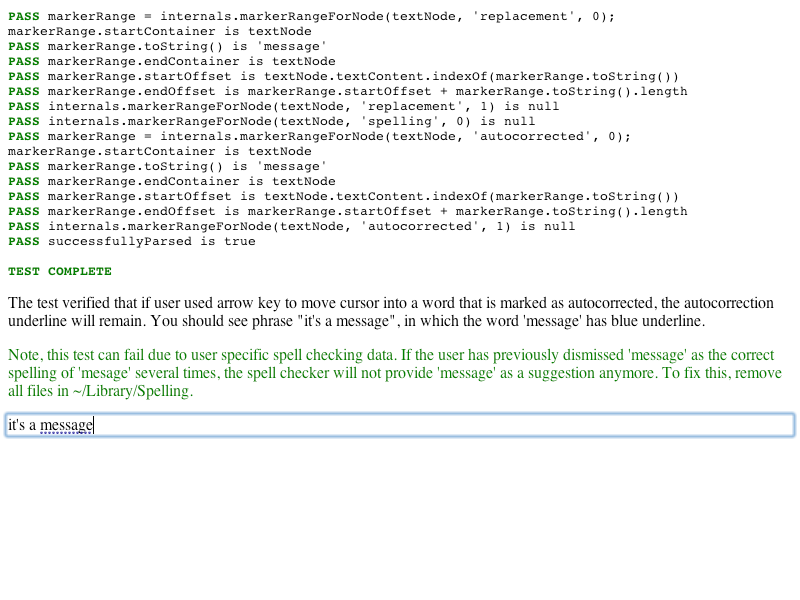 PASS markerRange = internals.markerRangeForNode(textNode, 'replacement', 0);
markerRange.startContainer is textNode
PASS markerRange.toString() is 'message'
PASS markerRange.endContainer is textNode
PASS markerRange.startOffset is textNode.textContent.indexOf(markerRange.toString())
PASS markerRange.endOffset is markerRange.startOffset + markerRange.toString().length
PASS internals.markerRangeForNode(textNode, 'replacement', 1) is null
PASS internals.markerRangeForNode(textNode, 'spelling', 0) is null
PASS markerRange = internals.markerRangeForNode(textNode, 'autocorrected', 0);
markerRange.startContainer is textNode
PASS markerRange.toString() is 'message'
PASS markerRange.endContainer is textNode
PASS markerRange.startOffset is textNode.textContent.indexOf(markerRange.toString())
PASS markerRange.endOffset is markerRange.startOffset + markerRange.toString().length
PASS internals.markerRangeForNode(textNode, 'autocorrected', 1) is null
PASS successfullyParsed is true
TEST COMPLETE
The test verified that if user used arrow key to move cursor into a word that is marked as autocorrected, the autocorrection
underline will remain. You should see phrase "it's a message", in which the word 'message' has blue underline.
Note, this test can fail due to user specific spell checking data. If the user has previously dismissed 'message' as the correct
spelling of 'mesage' several times, the spell checker will not provide 'message' as a suggestion anymore. To fix this, remove
all files in ~/Library/Spelling.
it's a message